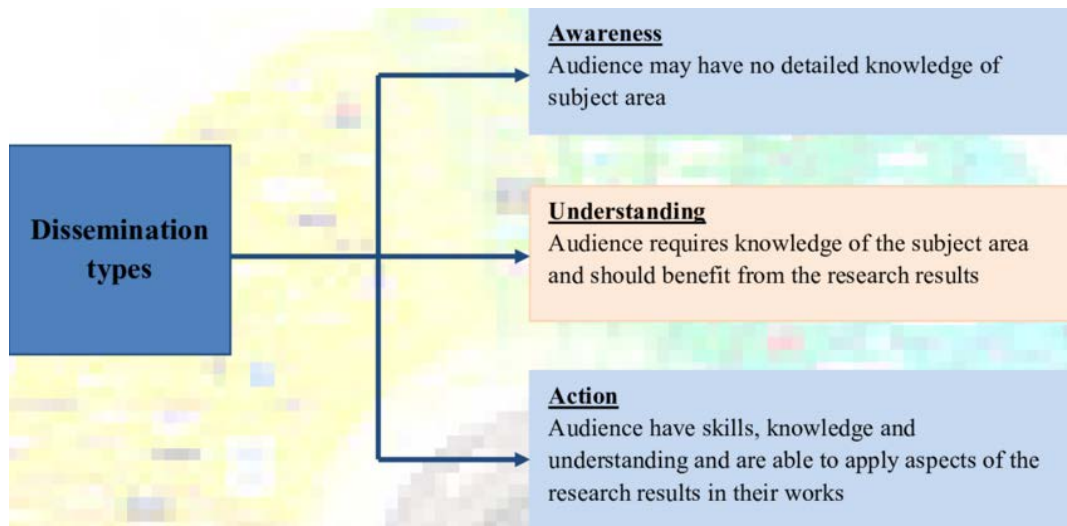 Dissemination
types
Awareness
Audience may have no detailed knowledge of
subject area
Understanding
Audience requires knowledge of the subject area
and should benefit from the research results
Action
Audience have skills, knowledge and
understanding and are able to apply aspects of the
research results in their works